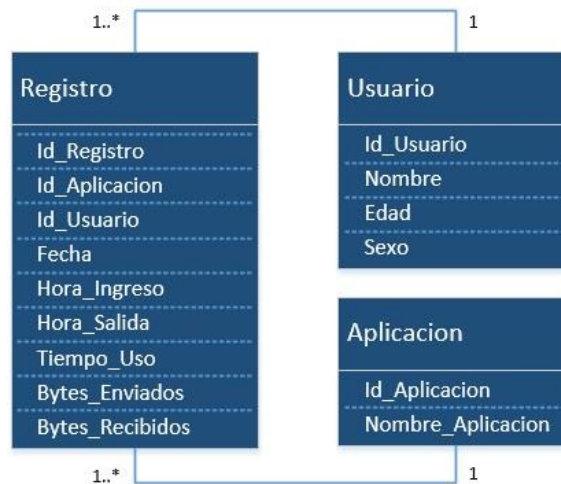 1..*
1
Registro
Id_Registro
Id_Aplicacion
Id_Usuario
Fecha
Hora_Ingreso
Hora_Salida
Tiempo_Uso
Bytes_Enviados
Bytes_Recibidos
Usuario
Id_Usuario
Nombre
Edad
Sexo
Aplicacion
Id_Aplicacion
Nombre_Aplicacion
1..*
1